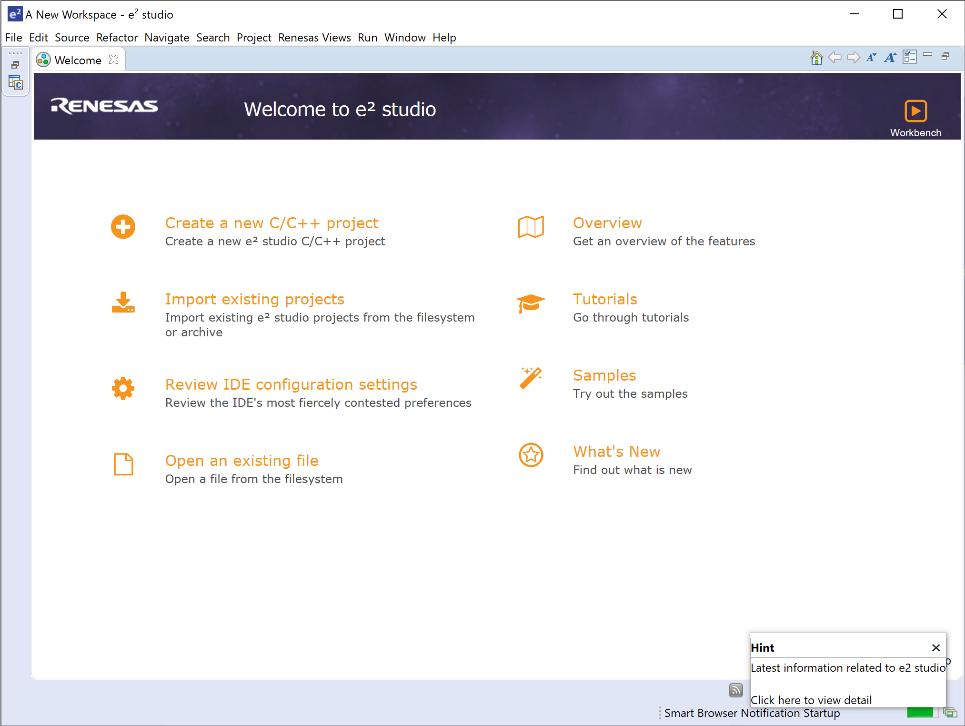 e² A New Workspace - e² studio
File Edit Source Refactor Navigate Search Project Renesas Views Run Window Help
Welcome
RENESAS
Welcome to e² studio
Workbench
Create a new C/C++ project
Create a new e² studio C/C++ project
Overview
Get an overview of the features
Import existing projects
Import existing e² studio projects from the filesystem
or archive
Tutorials
Go through tutorials
Review IDE configuration settings
Review the IDE's most fiercely contested preferences
Samples
Try out the samples
Open an existing file
Open a file from the filesystem
What's New
Find out what is new
Hint
Latest information related to e2 studio
Click here to view detail
Smart Browser Notification Startup